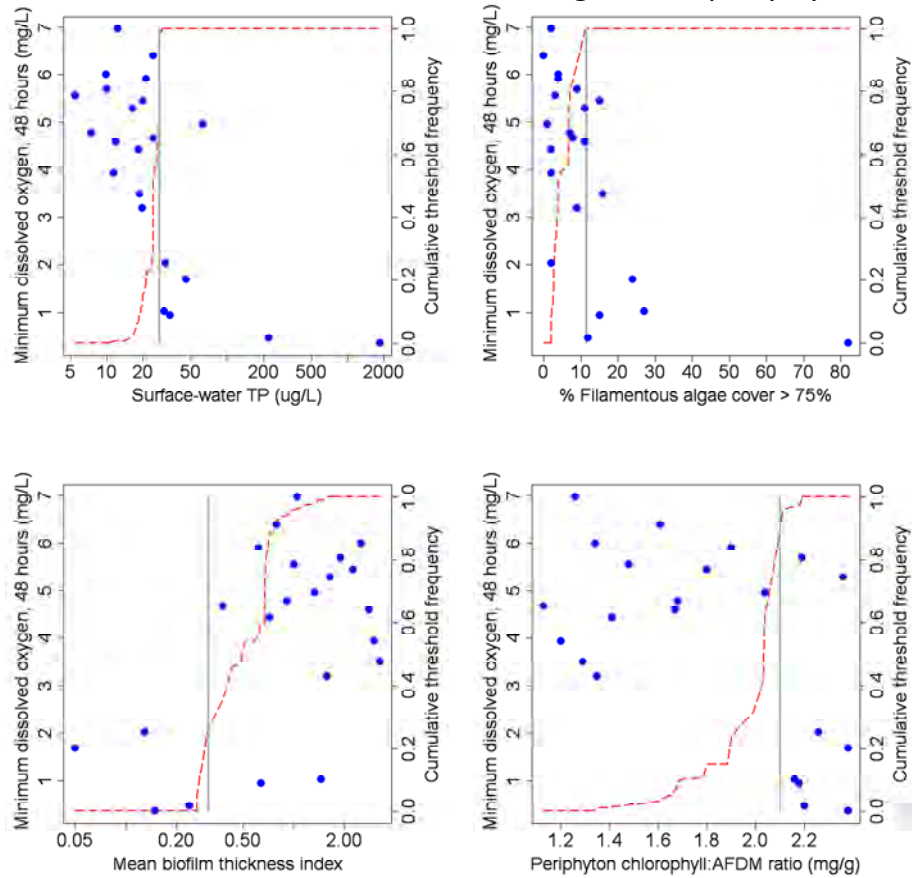 Minimum dissolved oxygen, 48 hours (mg/L)
1 2 3 4 5 6 7
0.0 0.2 0.4 0.6 0.8 1.0
Cumulative threshold frequency
5 10 20 50 100 500 2000
Surface-water TP (ug/L)
Minimum dissolved oxygen, 48 hours (mg/L)
1 2 3 4 5 6 7
0.0 0.2 0.4 0.6 0.8 1.0
Cumulative threshold frequency
0 10 20 30 40 50 60 70 80
% Filamentous algae cover > 75%
Minimum dissolved oxygen, 48 hours (mg/L)
1 2 3 4 5 6 7
0.0 0.2 0.4 0.6 0.8 1.0
Cumulative threshold frequency
0.05 0.20 0.50 2.00
Mean biofilm thickness index
Minimum dissolved oxygen, 48 hours (mg/L)
1 2 3 4 5 6 7
0.0 0.2 0.4 0.6 0.8 1.0
Cumulative threshold frequency
1.2 1.4 1.6 1.8 2.0 2.2
Periphyton chlorophyll:AFDM ratio (mg/g)